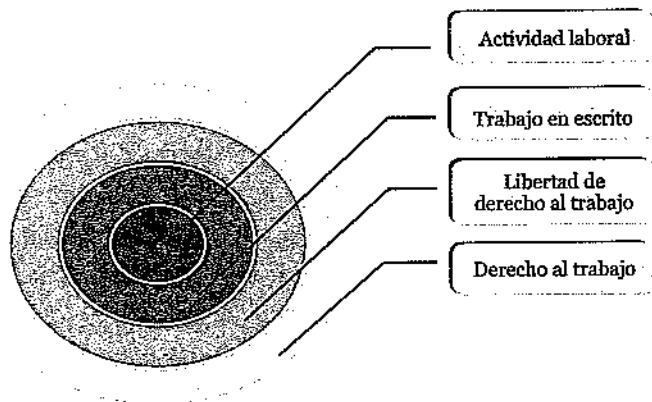 Actividad laboral
Trabajo en escrito
Libertad de
derecho al trabajo
Derecho al trabajo